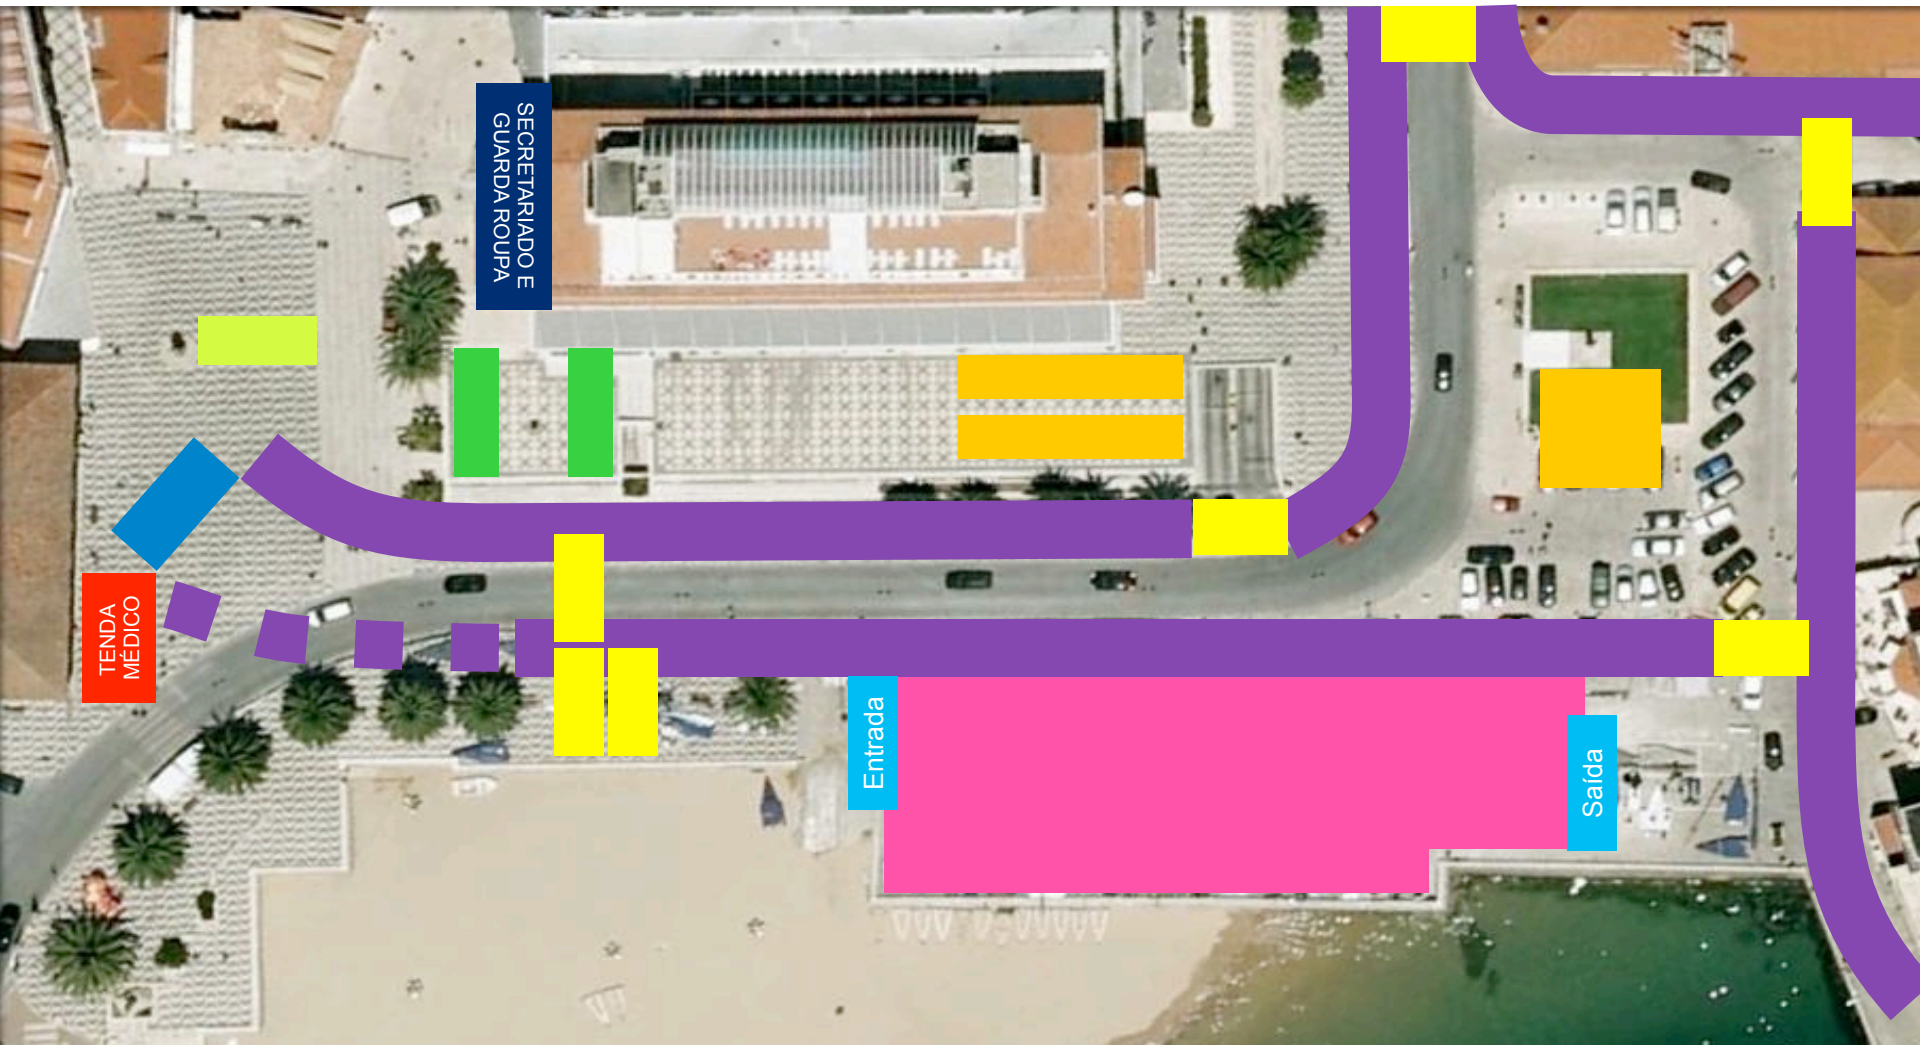 SECRETARIADO E
GUARDA ROUPA
TENDA
MÉDICO
Entrada
Saída